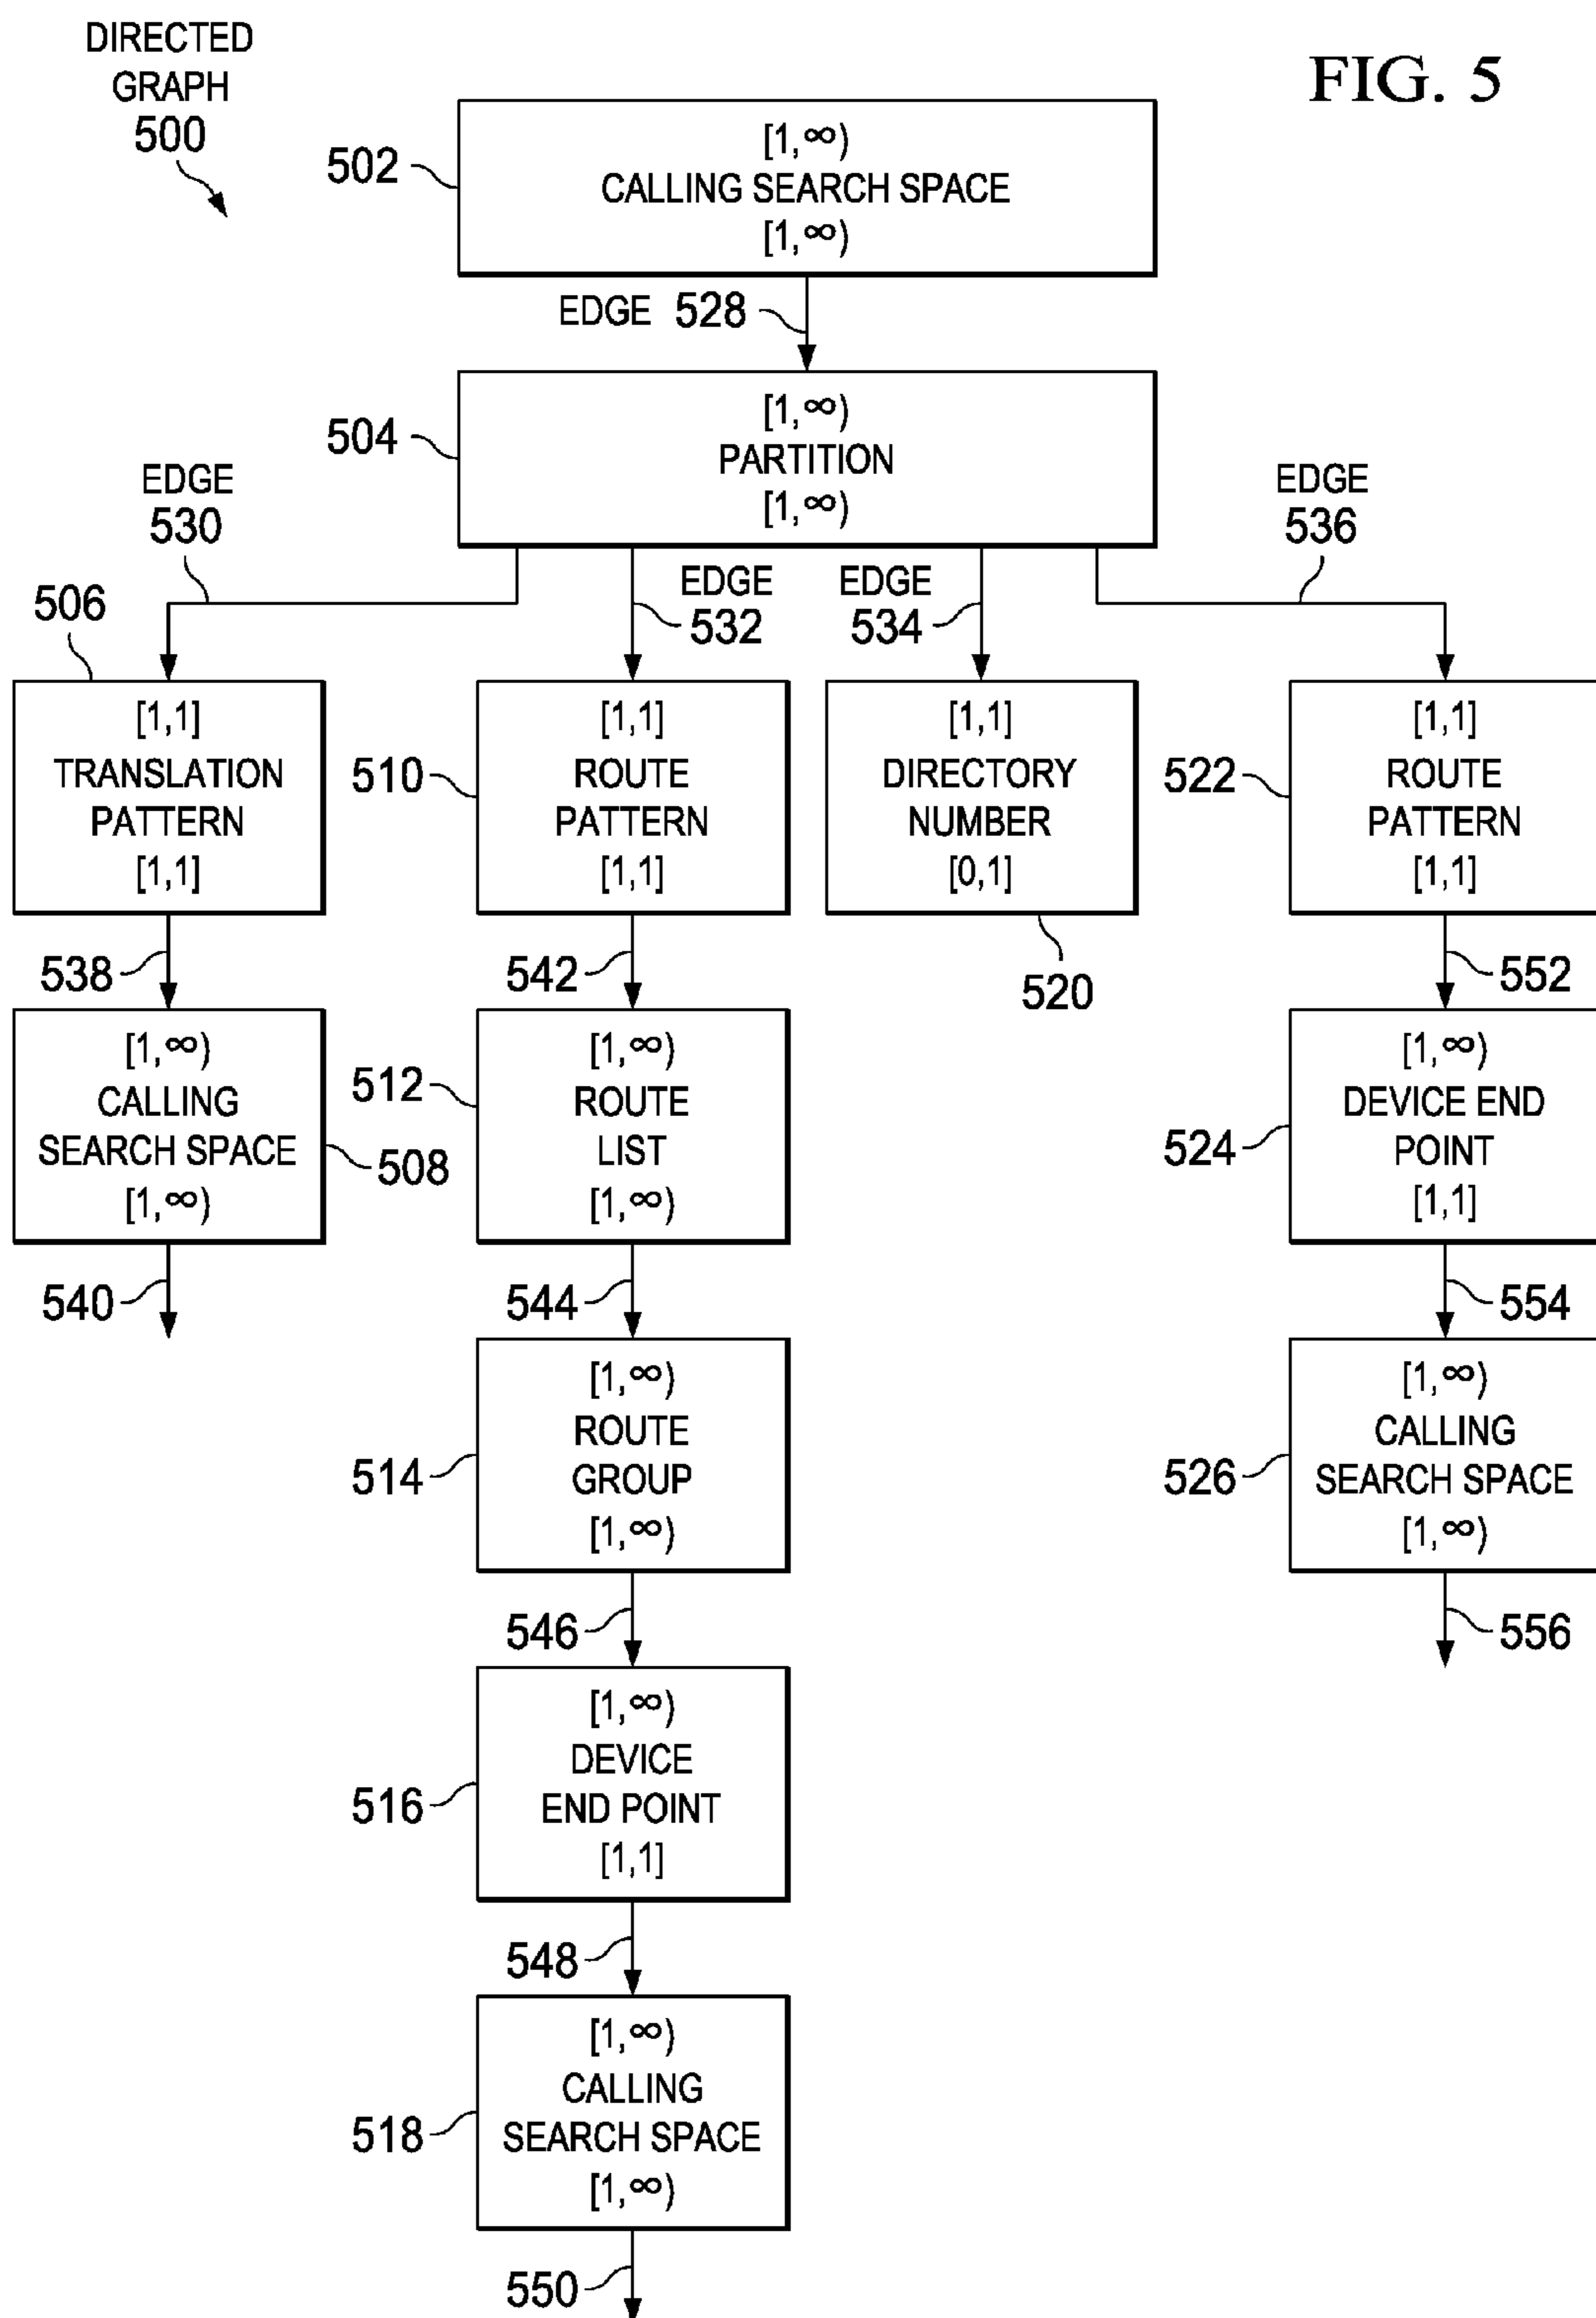 DIRECTED
GRAPH
500
FIG. 5
502
[1,∞)
CALLING SEARCH SPACE
[1,∞)
EDGE 528
504
[1,∞)
PARTITION
[1,∞)
EDGE
530
EDGE
532
EDGE
534
EDGE
536
506
[1,1]
TRANSLATION
PATTERN
[1,1]
510
[1,1]
ROUTE
PATTERN
[1,1]
[1,1]
DIRECTORY
NUMBER
[0,1]
520
522
[1,1]
ROUTE
PATTERN
[1,1]
538
542
552
[1,∞)
CALLING
SEARCH SPACE
[1,∞)
508
512
[1,∞)
ROUTE
LIST
[1,∞)
524
[1,∞)
DEVICE END
POINT
[1,1]
540
544
554
514
[1,∞)
ROUTE
GROUP
[1,∞)
526
[1,∞)
CALLING
SEARCH SPACE
[1,∞)
546
556
516
[1,∞)
DEVICE
END POINT
[1,1]
548
518
[1,∞)
CALLING
SEARCH SPACE
[1,∞)
550